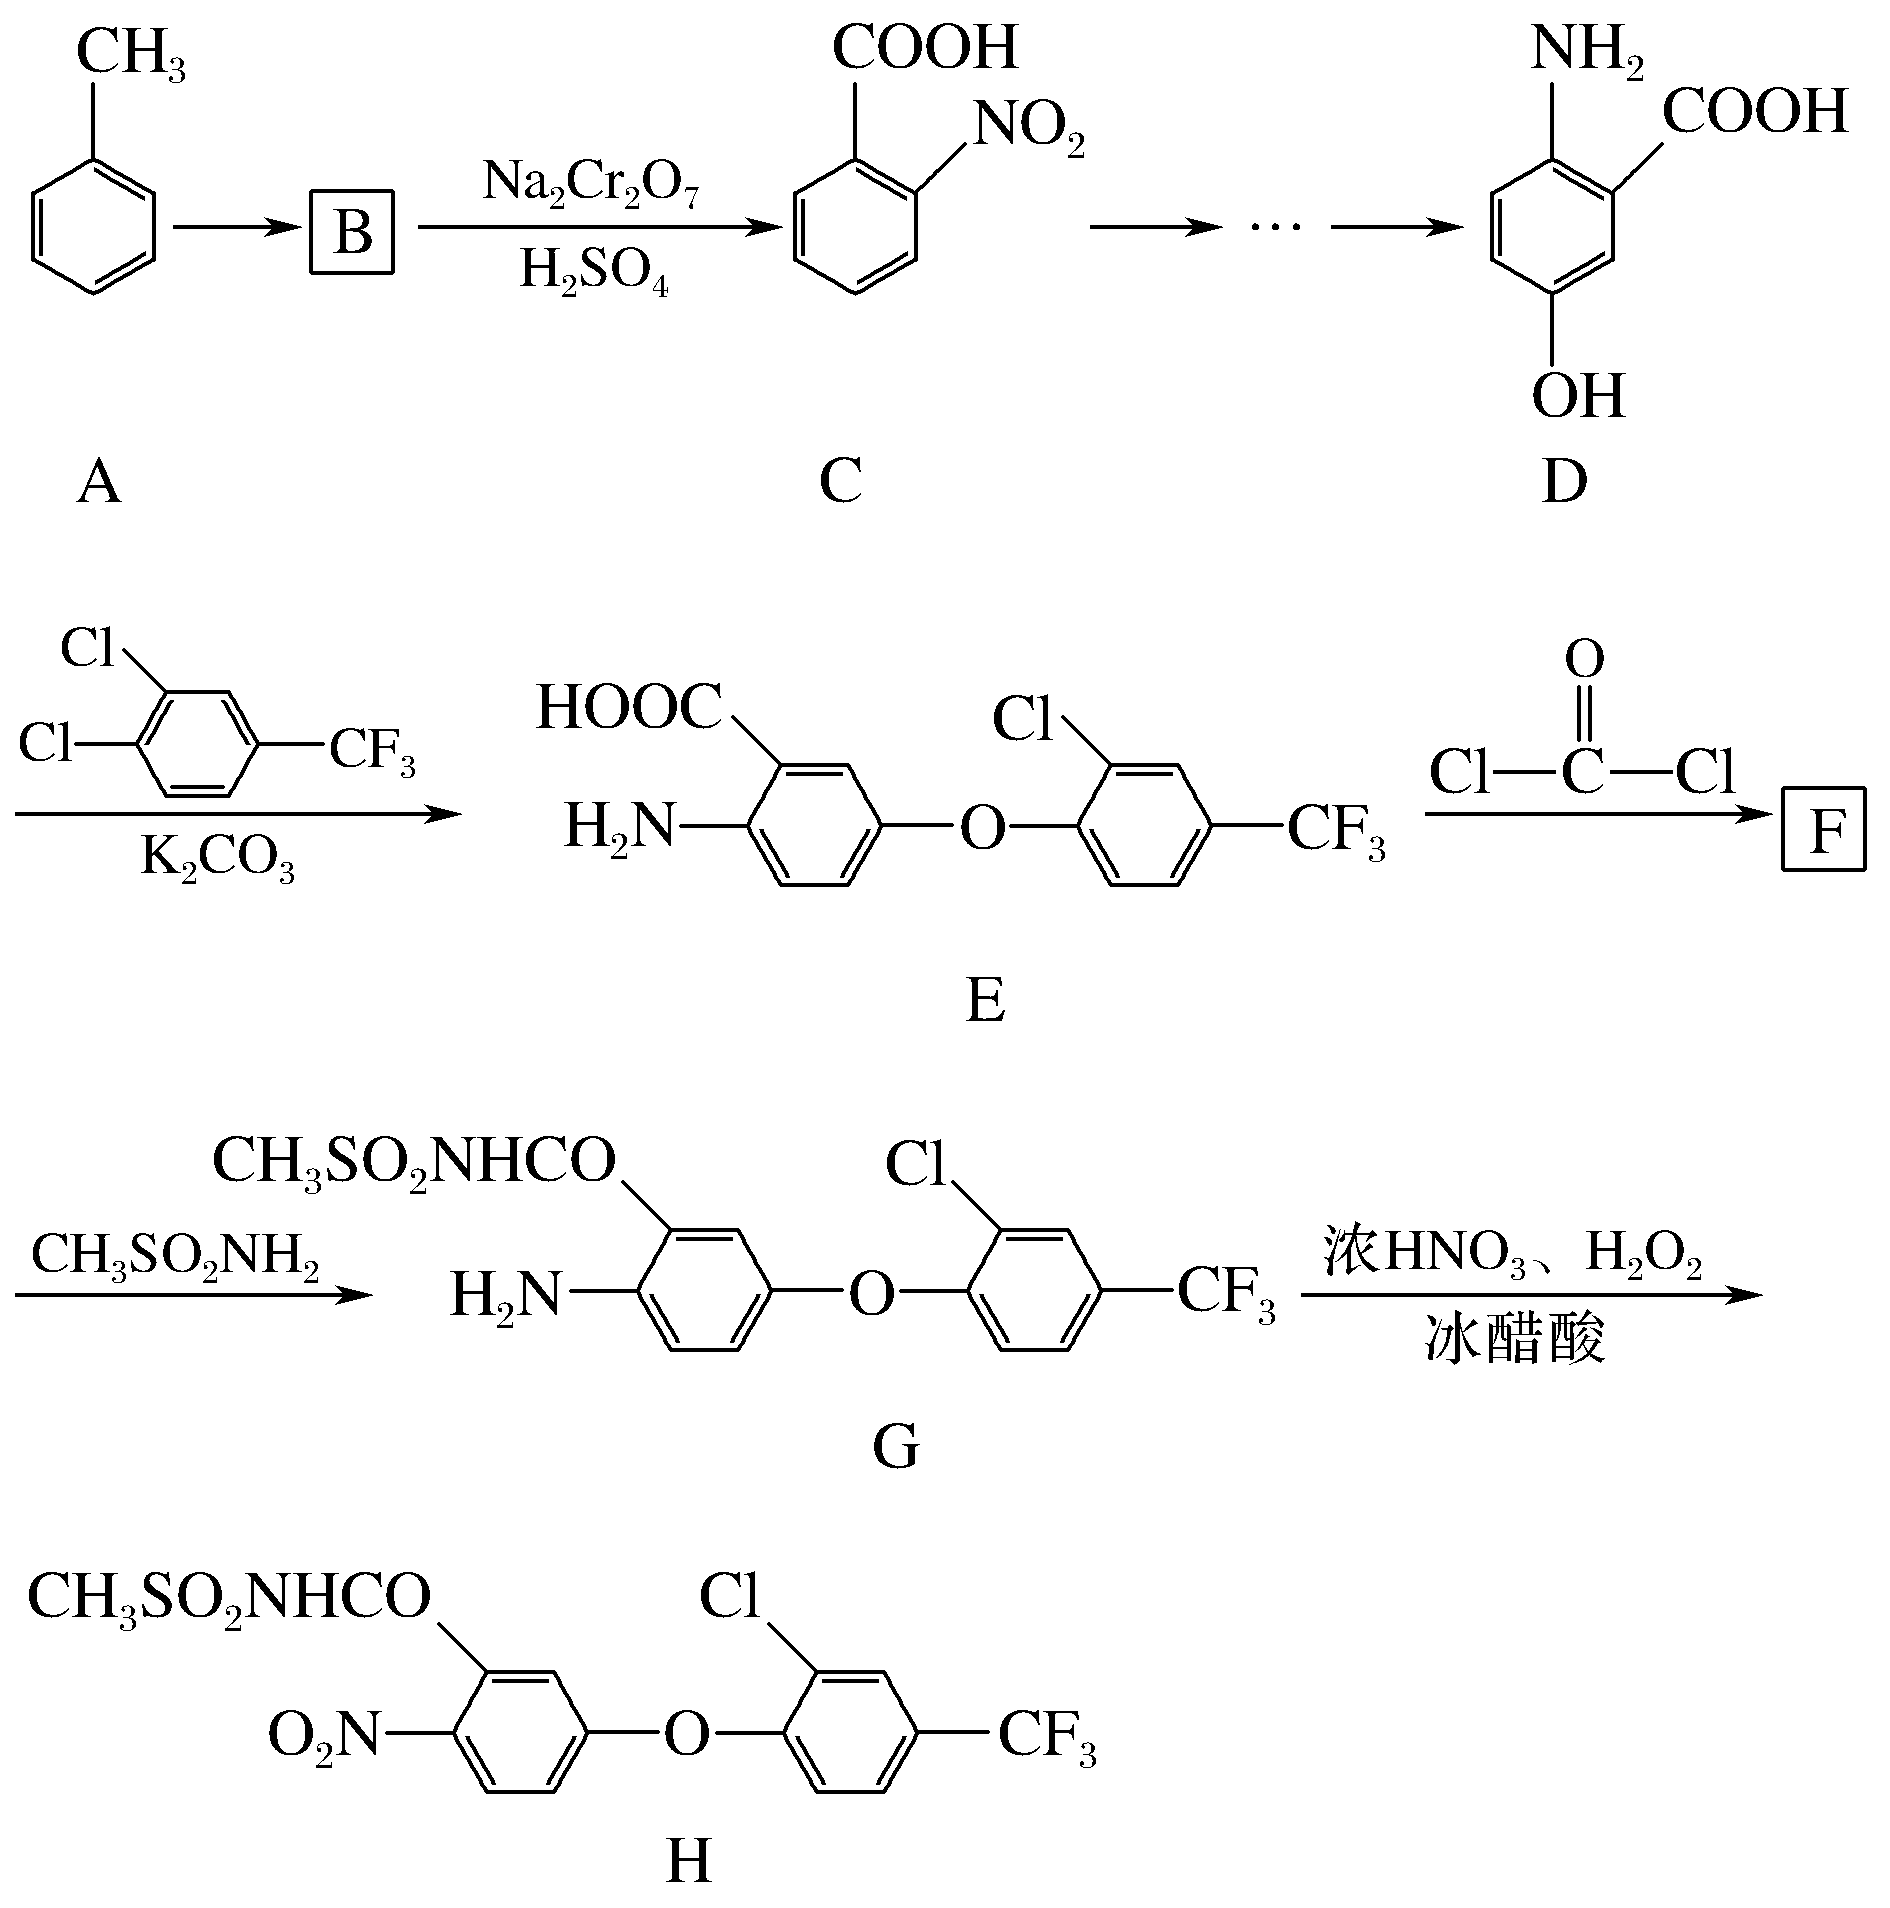 CH₃
COOH
NO₂
NH₂
COOH
Na₂Cr₂O₇
B
H₂SO₄
…
OH
A
C
D
Cl
Cl
CF₃
K₂CO₃
HOOC
H₂N
O
Cl
CF₃
O
Cl—C—Cl
F
E
CH₃SO₂NH₂
CH₃SO₂NHCO
H₂N
O
Cl
CF₃
浓HNO₃、H₂O₂
冰醋酸
G
CH₃SO₂NHCO
Cl
O₂N
O
CF₃
H